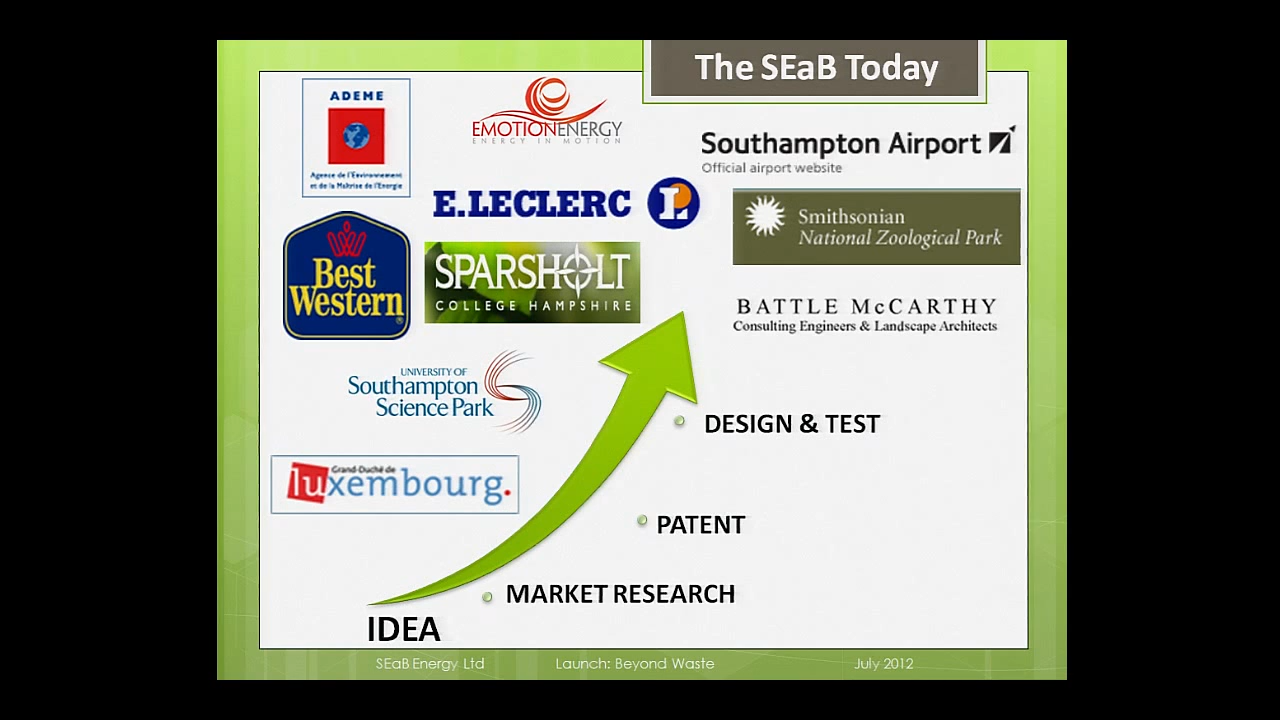 The SEaB Today
ADEME
Agence de l'Environnement
et de la Maîtrise de l'Energie
EMOTIONENERGY
ENERGY IN MOTION
Southampton Airport
Official airport website
E.LECLERC L
Smithsonian
National Zoological Park
Best
Western®
SPARSHOLT
COLLEGE HAMPSHIRE
BATTLE McCARTHY
Consulting Engineers & Landscape Architects
UNIVERSITY OF
Southampton
Science Park
Grand-Duché de
luxembourg.
DESIGN & TEST
PATENT
MARKET RESEARCH
IDEA
SEaB Energy Ltd Launch: Beyond Waste July 2012